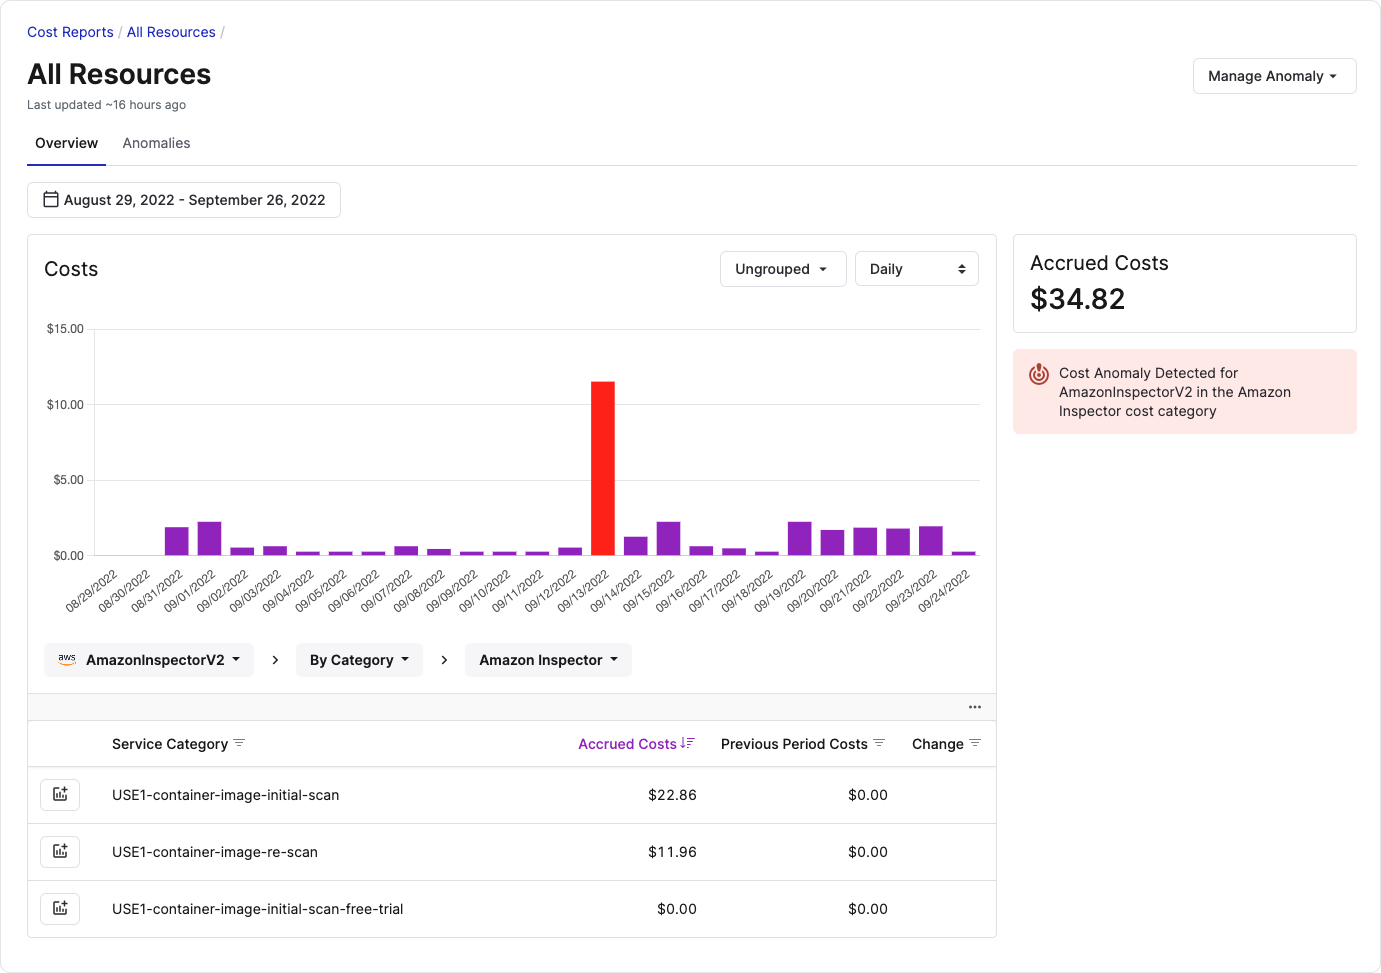 Cost Reports / All Resources /
All Resources
Manage Anomaly
Last updated ~16 hours ago
Overview Anomalies
August 29, 2022 - September 26, 2022
Costs
Ungrouped
Daily
Accrued Costs
$34.82
Cost Anomaly Detected for
AmazonInspectorV2 in the Amazon
Inspector cost category
$15.00
$10.00
$5.00
$0.00
08/29/2022
08/30/2022
08/31/2022
09/01/2022
09/02/2022
09/03/2022
09/04/2022
09/05/2022
09/06/2022
09/07/2022
09/08/2022
09/09/2022
09/10/2022
09/11/2022
09/12/2022
09/13/2022
09/14/2022
09/15/2022
09/16/2022
09/17/2022
09/18/2022
09/19/2022
09/20/2022
09/21/2022
09/22/2022
09/23/2022
09/24/2022
aws AmazonInspectorV2 > By Category > Amazon Inspector
Service Category Accrued Costs Previous Period Costs Change
USE1-container-image-initial-scan $22.86 $0.00
USE1-container-image-re-scan $11.96 $0.00
USE1-container-image-initial-scan-free-trial $0.00 $0.00